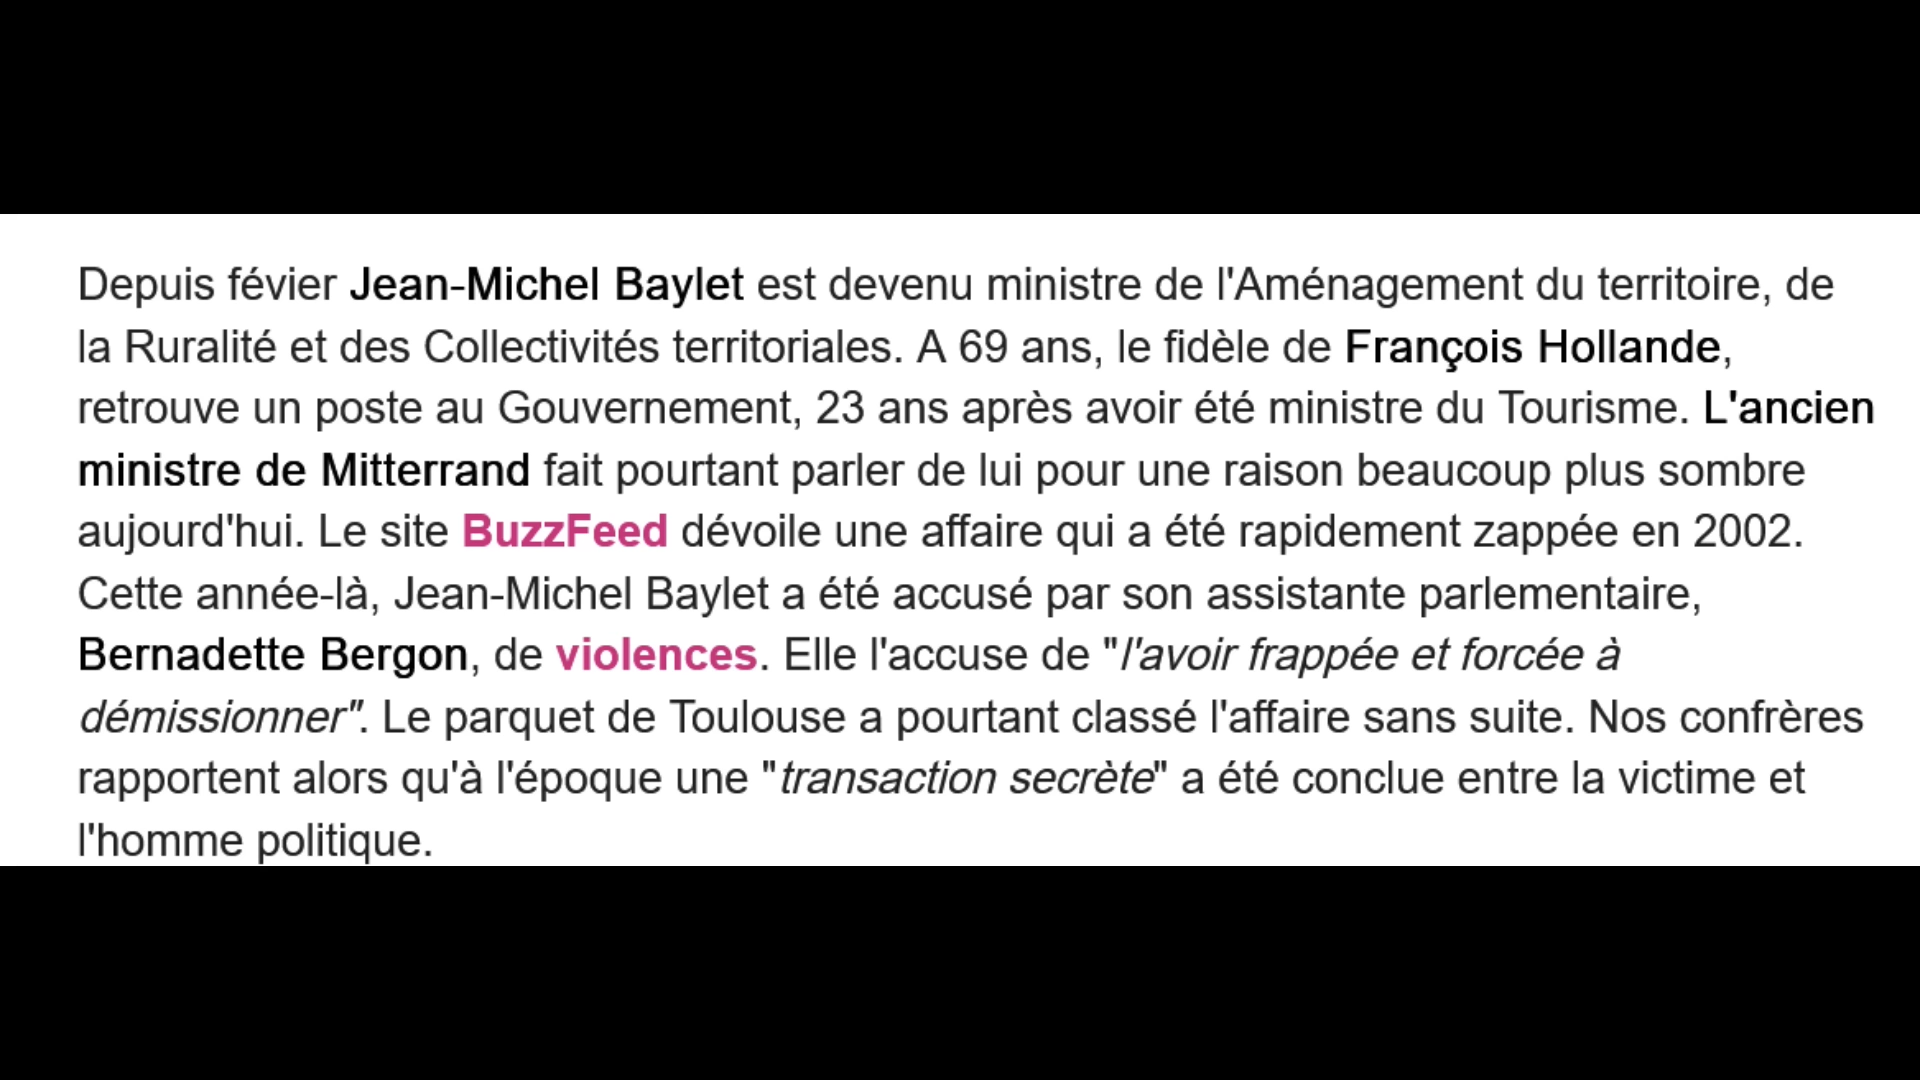 Depuis févier Jean-Michel Baylet est devenu ministre de l'Aménagement du territoire, de
la Ruralité et des Collectivités territoriales. A 69 ans, le fidèle de François Hollande,
retrouve un poste au Gouvernement, 23 ans après avoir été ministre du Tourisme. L'ancien
ministre de Mitterrand fait pourtant parler de lui pour une raison beaucoup plus sombre
aujourd'hui. Le site BuzzFeed dévoile une affaire qui a été rapidement zappée en 2002.
Cette année-là, Jean-Michel Baylet a été accusé par son assistante parlementaire,
Bernadette Bergon, de violences. Elle l'accuse de "l'avoir frappée et forcée à
démissionner". Le parquet de Toulouse a pourtant classé l'affaire sans suite. Nos confrères
rapportent alors qu'à l'époque une "transaction secrète" a été conclue entre la victime et
l'homme politique.